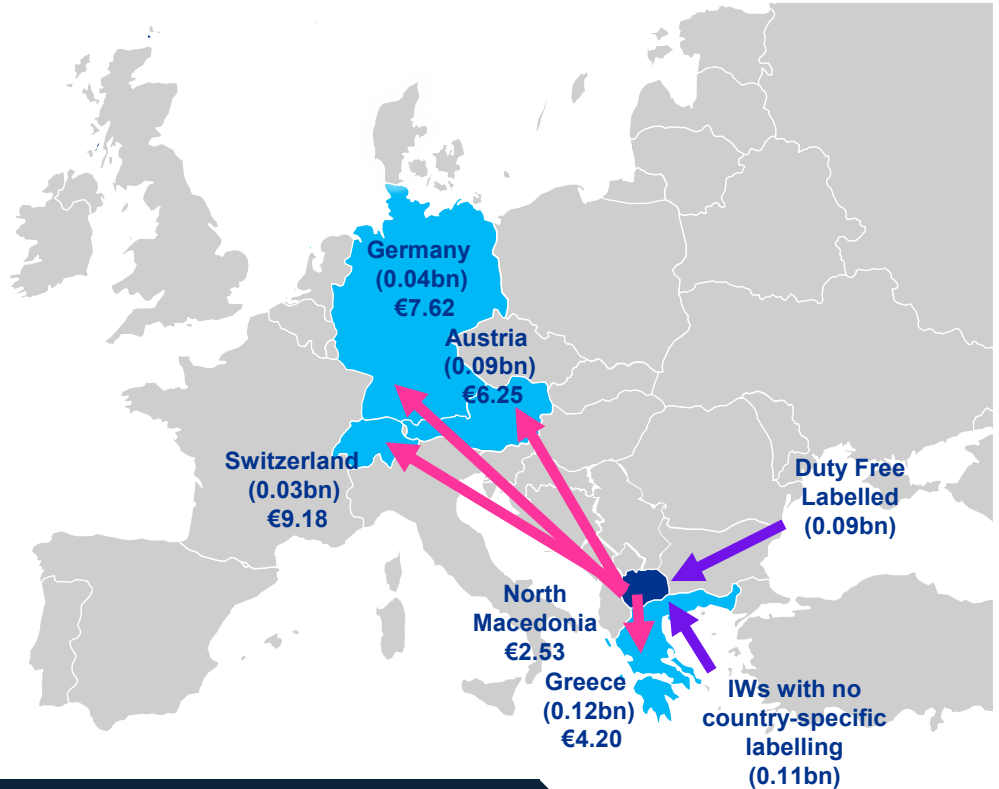 Germany
(0.04bn)
€7.62
Austria
(0.09bn)
€6.25
Switzerland
(0.03bn)
€9.18
Duty Free
Labelled
(0.09bn)
North
Macedonia
€2.53
Greece
(0.12bn)
€4.20
IWs with no
country-specific
labelling
(0.11bn)